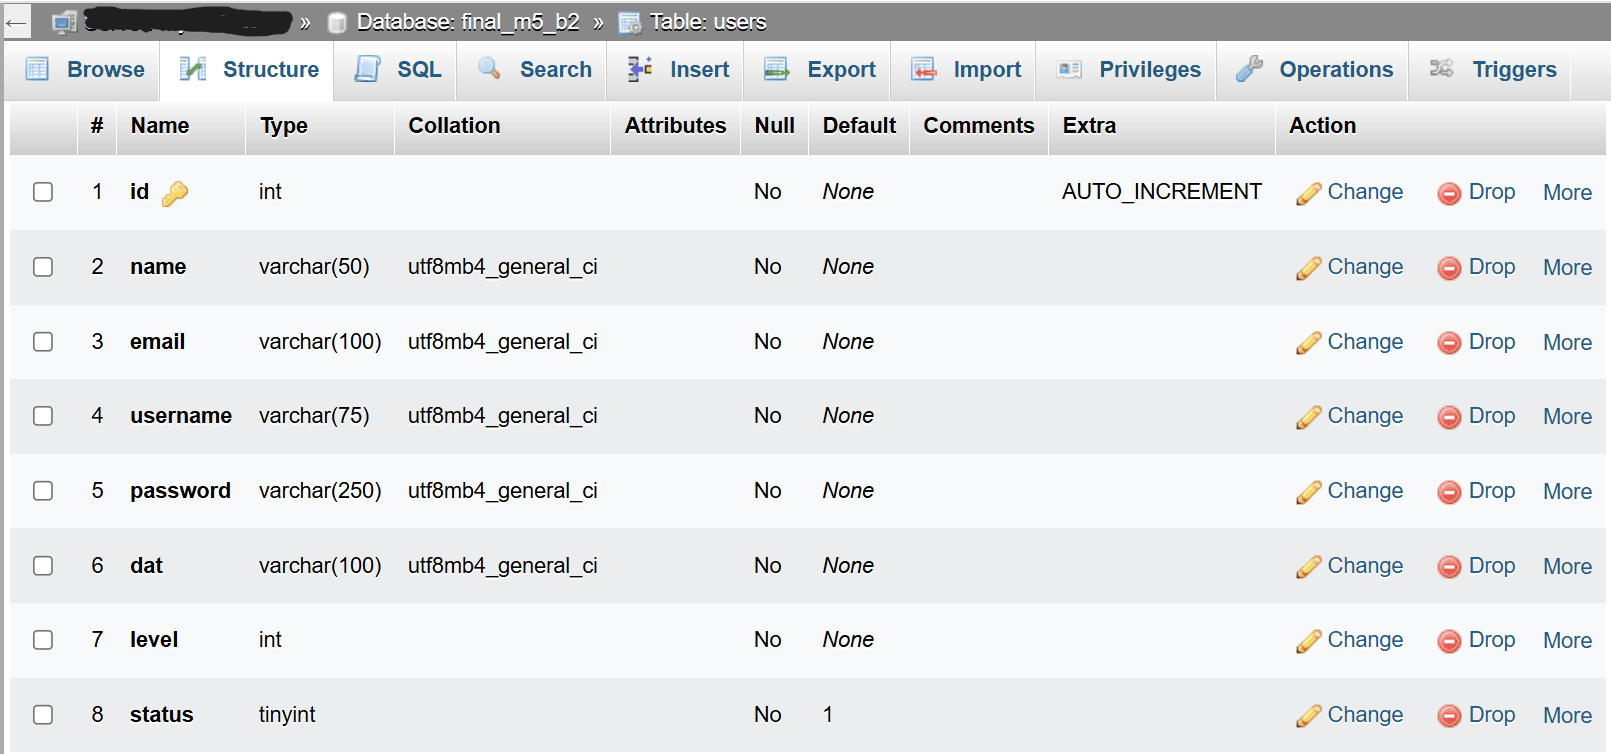 » Database: final_m5_b2 » Table: users
Browse Structure SQL Search Insert Export Import Privileges Operations Triggers
# Name Type Collation Attributes Null Default Comments Extra Action
1 id int No None AUTO_INCREMENT Change Drop More
2 name varchar(50) utf8mb4_general_ci No None Change Drop More
3 email varchar(100) utf8mb4_general_ci No None Change Drop More
4 username varchar(75) utf8mb4_general_ci No None Change Drop More
5 password varchar(250) utf8mb4_general_ci No None Change Drop More
6 dat varchar(100) utf8mb4_general_ci No None Change Drop More
7 level int No None Change Drop More
8 status tinyint No 1 Change Drop More